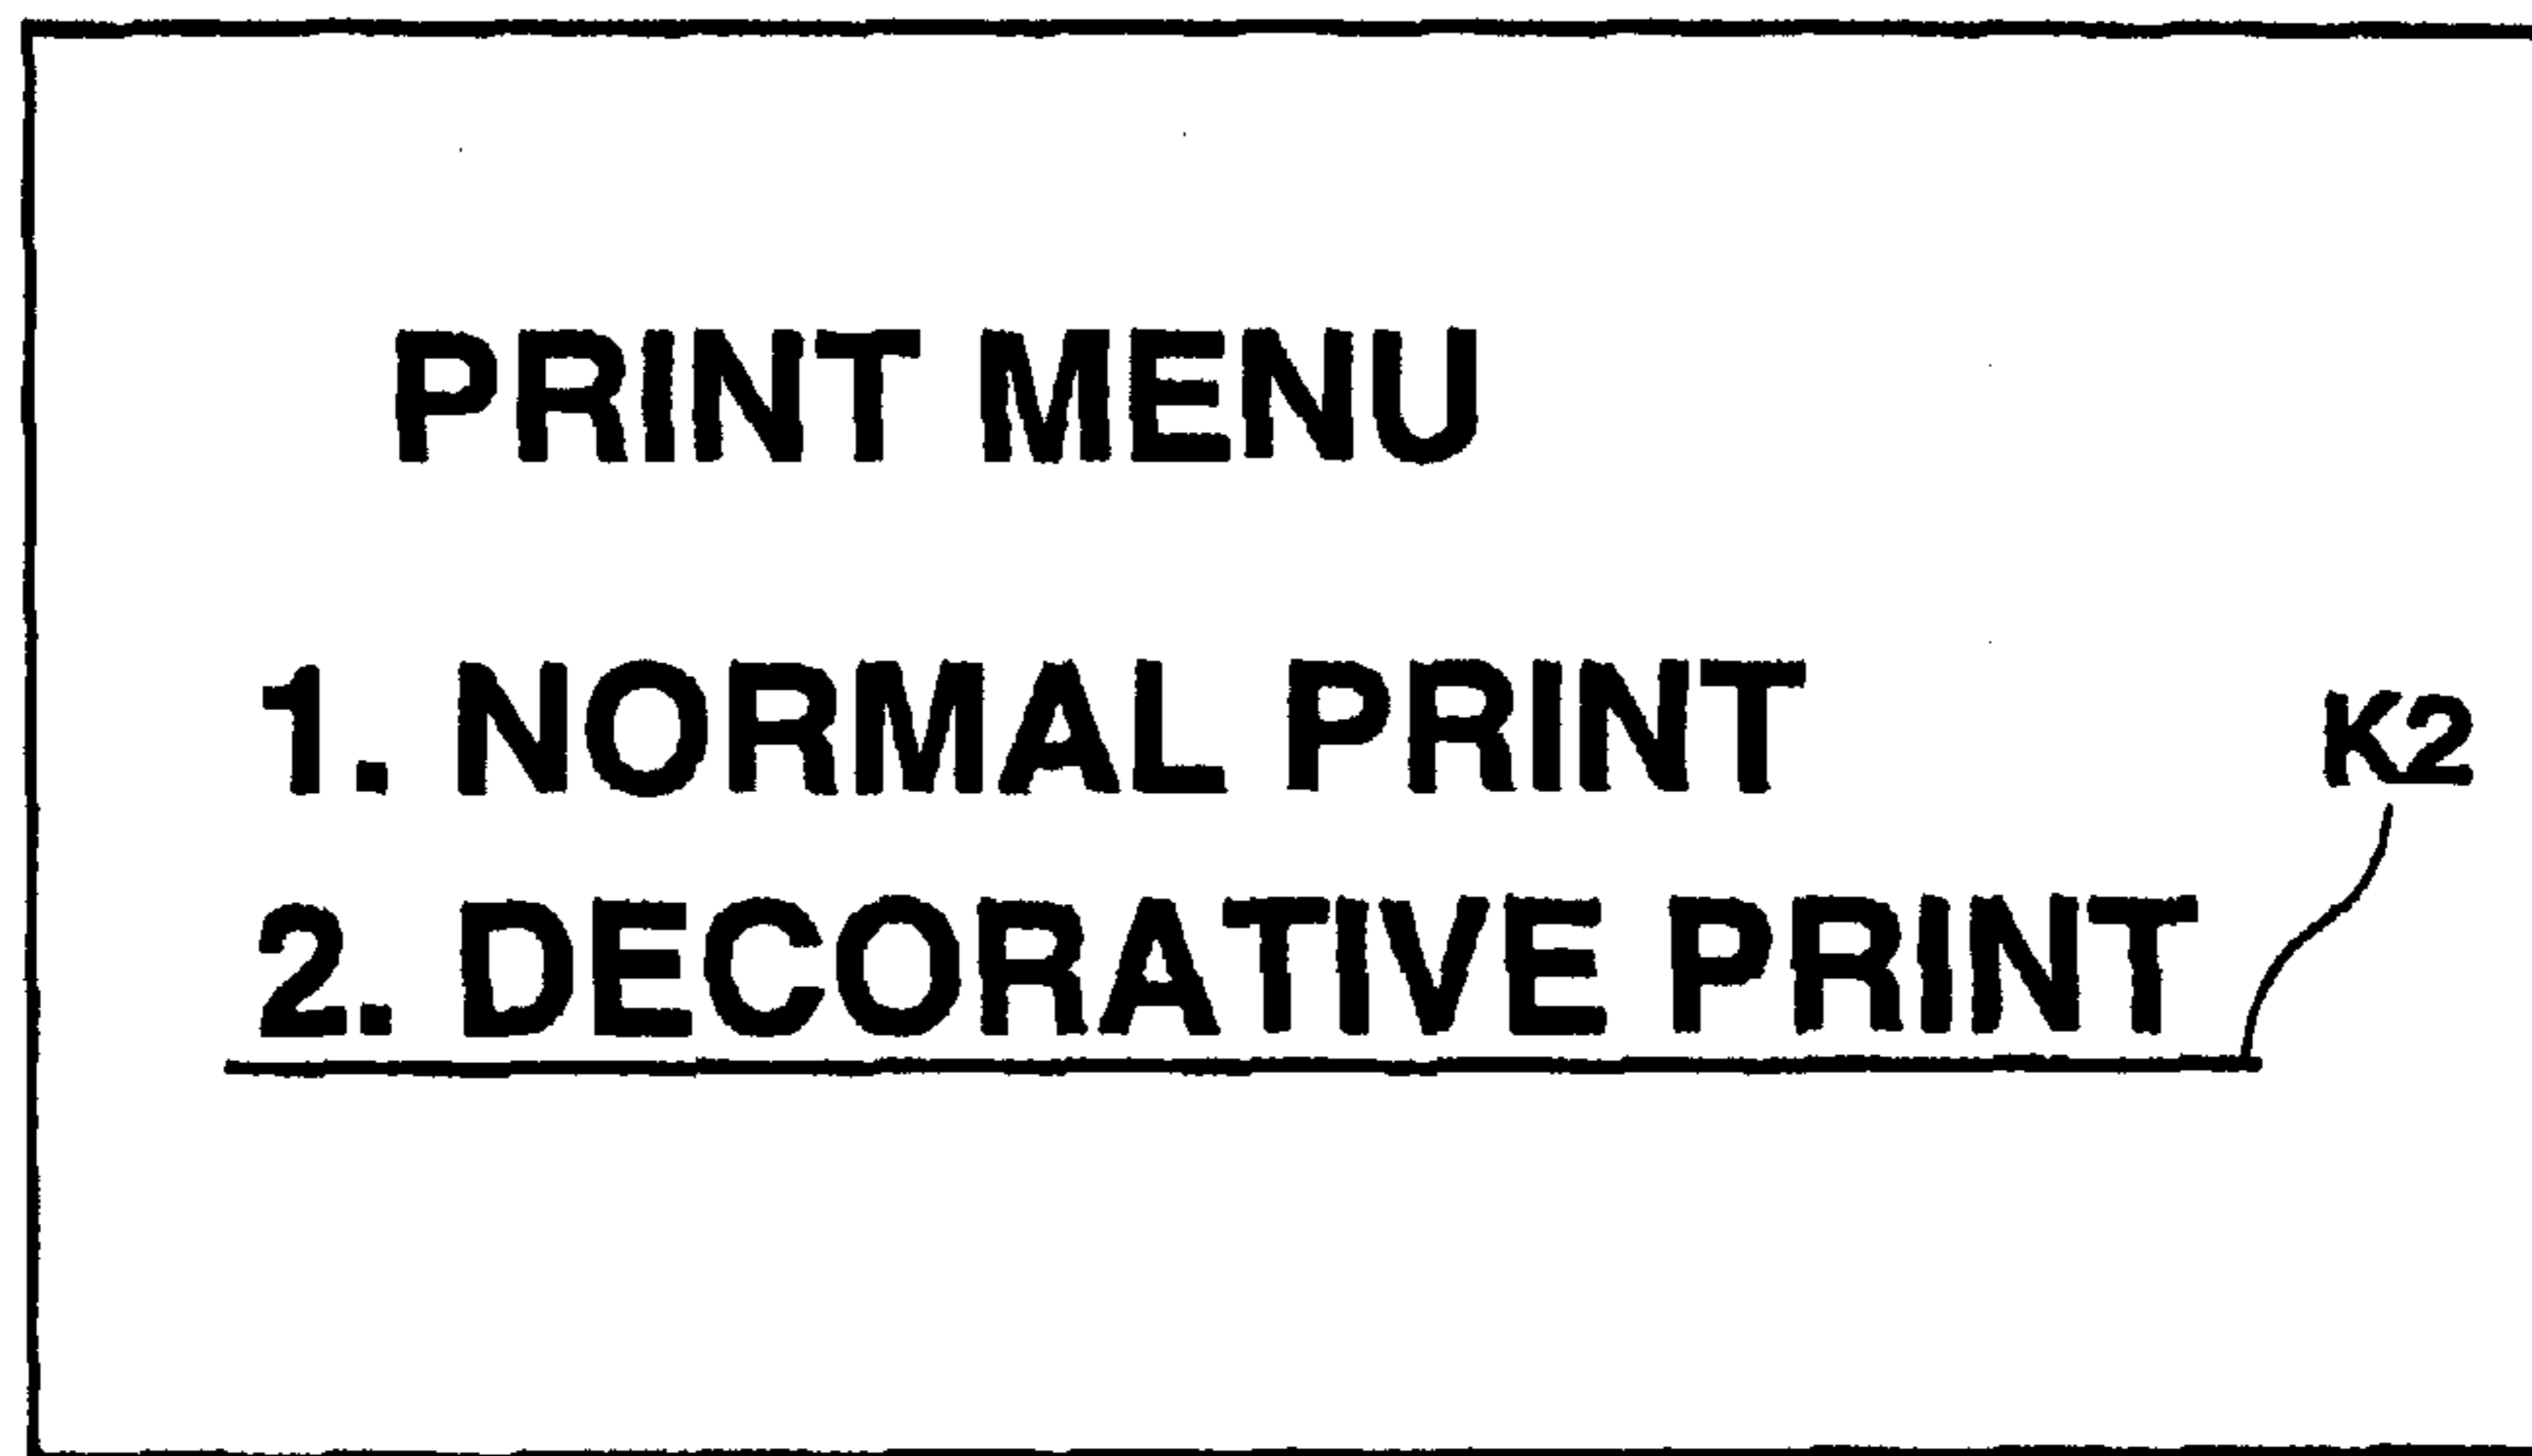 PRINT MENU
1. NORMAL PRINT
K2
2. DECORATIVE PRINT